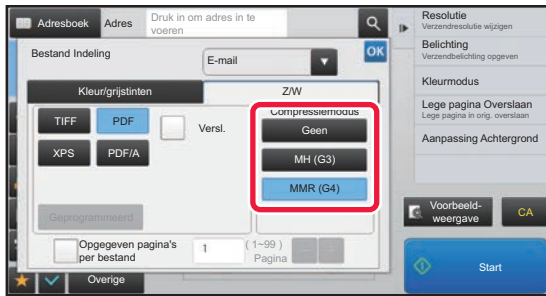 Adresboek
Adres
Druk in om adres in te
voeren
Bestand Indeling
E-mail
OK
Kleur/grijstinten
Z/W
TIFF
PDF
Versl.
XPS
PDF/A
Geprogrammeerd
Compressiemodus
Geen
MH (G3)
MMR (G4)
Opgegeven pagina's
per bestand
1
(1~99)
Pagina
Overige
Resolutie
Verzendresolutie wijzigen
Belichting
Verzendbelichting opgeven
Kleurmodus
Lege pagina Overslaan
Lege pagina in orig. overslaan
Aanpassing Achtergrond
Voorbeeld-
weergave
CA
Start